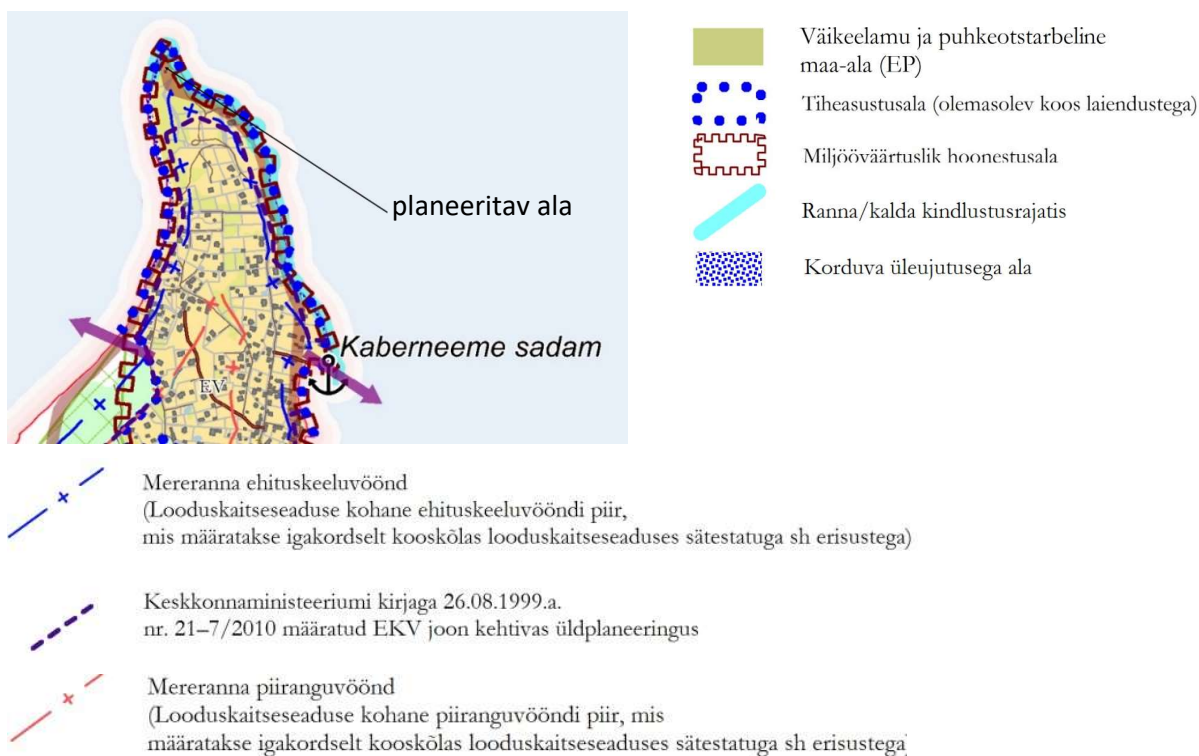 planeeritav ala
Kaberneeme sadam
EV
Väikeelamu ja puhkeotstarbeline
maa-ala (EP)
Tiheasustusala (olemasolev koos laiendustega)
Miljööväärtuslik hoonestusala
Ranna/kalda kindlustusrajatis
Korduva üleujutusega ala
Mereranna ehituskeeluvöönd
(Looduskaitseseaduse kohane ehituskeeluvööndi piir,
mis määratakse igakordselt kooskõlas looduskaitseseaduses sätestatuga sh erisustega)
Keskkonnaministeeriumi kirjaga 26.08.1999.a.
nr. 21–7/2010 määratud EKV joon kehtivas üldplaneeringus
Mereranna piiranguvöönd
(Looduskaitseseaduse kohane piiranguvööndi piir, mis
määratakse igakordselt kooskõlas looduskaitseseaduses sätestatuga sh erisustega